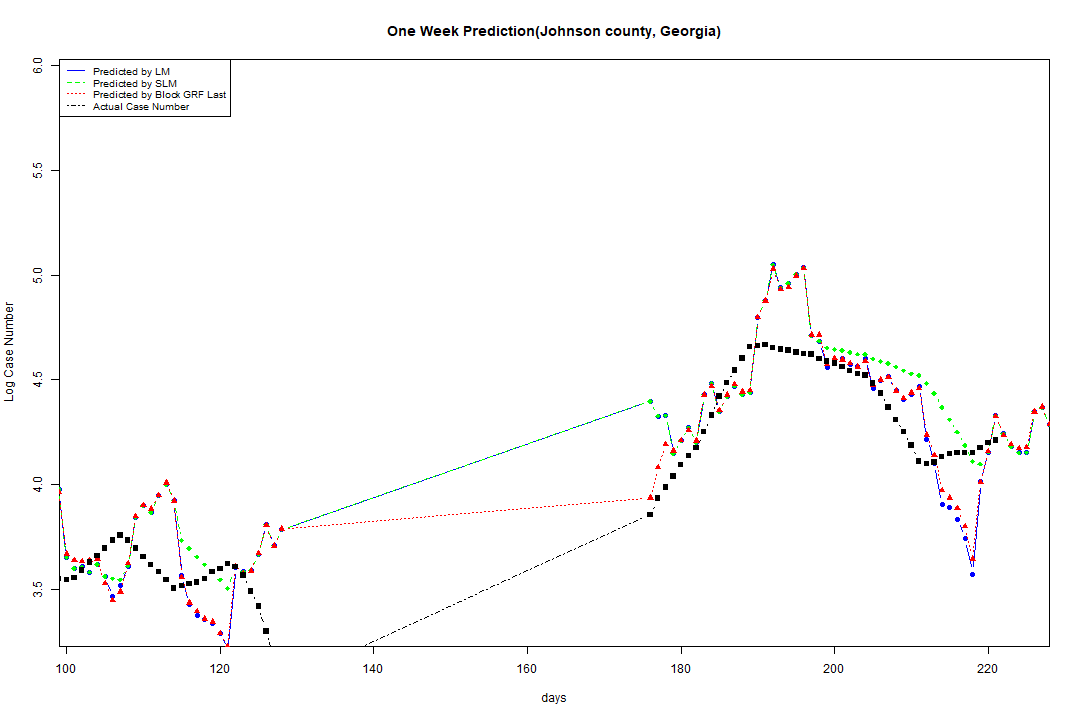 One Week Prediction(Johnson county, Georgia)
Predicted by LM
Predicted by SLM
Predicted by Block GRF Last
Actual Case Number
6.0
5.5
5.0
4.5
4.0
3.5
Log Case Number
100 120 140 160 180 200 220
days